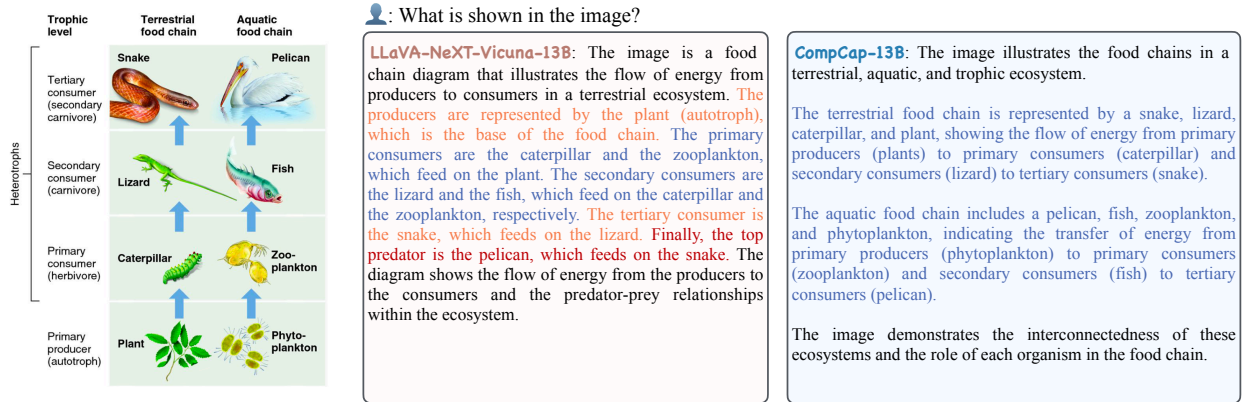 Trophic level
Terrestrial food chain
Aquatic food chain
Heterotrophs
Tertiary consumer (secondary carnivore)
Snake
Pelican
Secondary consumer (carnivore)
Lizard
Fish
Primary consumer (herbivore)
Caterpillar
Zoo-plankton
Primary producer (autotroph)
Plant
Phyto-plankton
: What is shown in the image?
LLaVA-NeXT-Vicuna-13B: The image is a food
chain diagram that illustrates the flow of energy from
producers to consumers in a terrestrial ecosystem. The
producers are represented by the plant (autotroph),
which is the base of the food chain. The primary
consumers are the caterpillar and the zooplankton,
which feed on the plant. The secondary consumers are
the lizard and the fish, which feed on the caterpillar and
the zooplankton, respectively. The tertiary consumer is
the snake, which feeds on the lizard. Finally, the top
predator is the pelican, which feeds on the snake. The
diagram shows the flow of energy from the producers to
the consumers and the predator-prey relationships
within the ecosystem.
CompCap-13B: The image illustrates the food chains in a
terrestrial, aquatic, and trophic ecosystem.
The terrestrial food chain is represented by a snake, lizard,
caterpillar, and plant, showing the flow of energy from primary
producers (plants) to primary consumers (caterpillar) and
secondary consumers (lizard) to tertiary consumers (snake).
The aquatic food chain includes a pelican, fish, zooplankton,
and phytoplankton, indicating the transfer of energy from
primary producers (phytoplankton) to primary consumers
(zooplankton) and secondary consumers (fish) to tertiary
consumers (pelican).
The image demonstrates the interconnectedness of these
ecosystems and the role of each organism in the food chain.